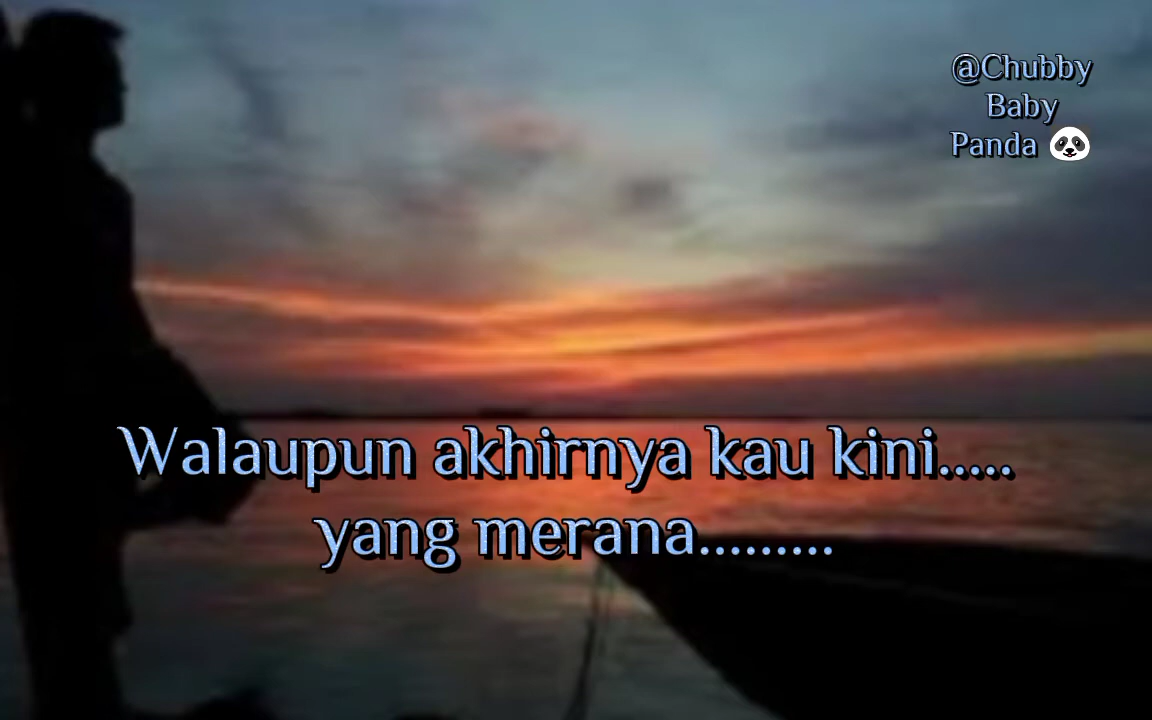 @Chubby
Baby
Panda 🐼
Walaupun akhirnya kau kini.....
yang merana.........